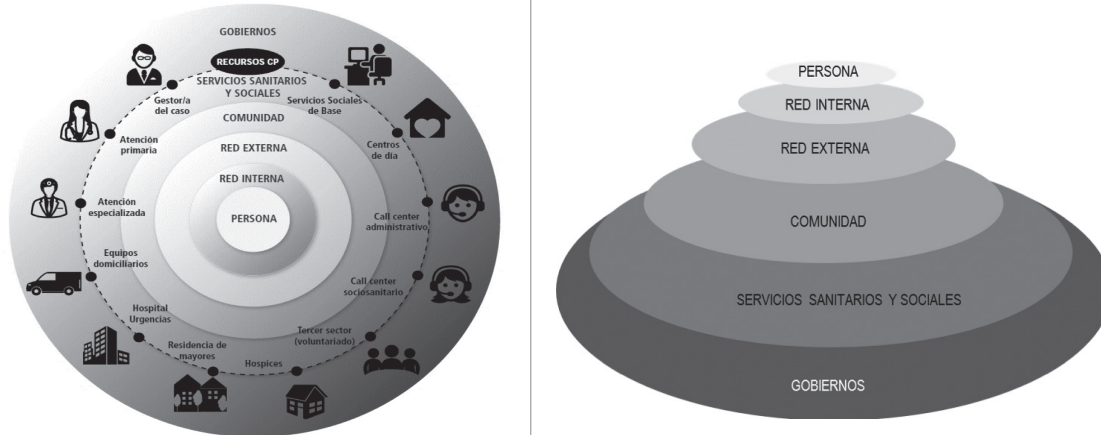 GOBIERNOS
RECURSOS CP
SERVICIOS SANITARIOS
Y SOCIALES
Gestor/a
del caso
Servicios Sociales
de Base
COMUNIDAD
Atención
primaria
Centros
de día
RED EXTERNA
RED INTERNA
PERSONA
Atención
especializada
Call center
administrativo
Equipos
domiciliarios
Call center
sociosanitario
Hospital
Urgencias
Tercer sector
(voluntariado)
Residencia de
mayores
Hospices
PERSONA
RED INTERNA
RED EXTERNA
COMUNIDAD
SERVICIOS SANITARIOS Y SOCIALES
GOBIERNOS